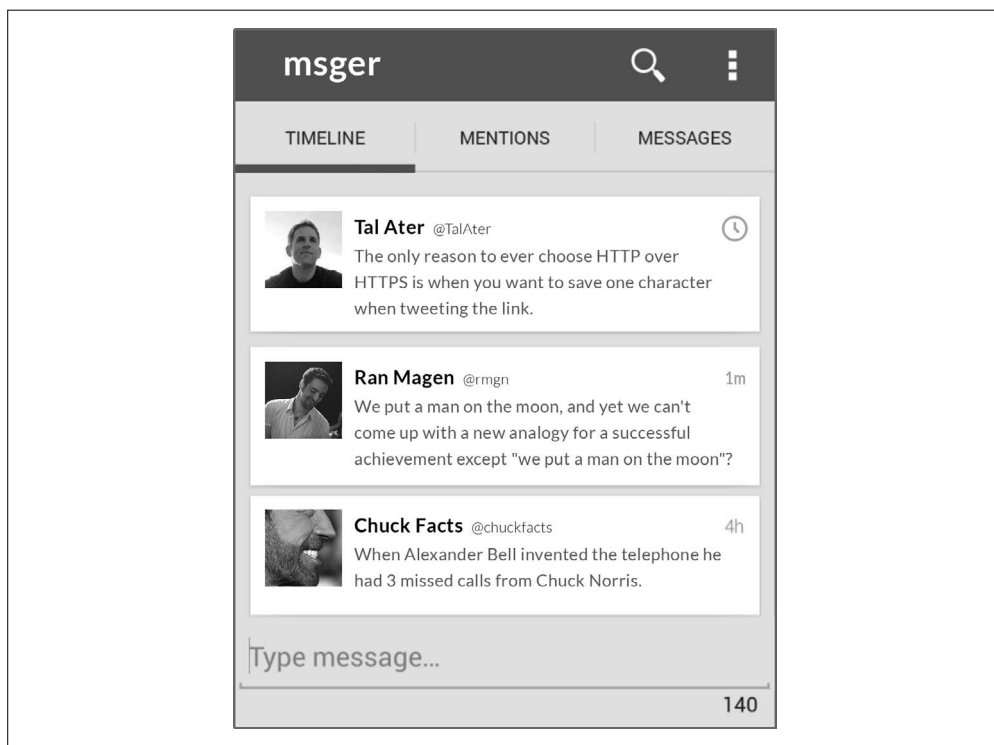 msger
TIMELINE MENTIONS MESSAGES
Tal Ater @TalAter
The only reason to ever choose HTTP over
HTTPS is when you want to save one character
when tweeting the link.
Ran Magen @rmgn 1m
We put a man on the moon, and yet we can't
come up with a new analogy for a successful
achievement except "we put a man on the moon"?
Chuck Facts @chuckfacts 4h
When Alexander Bell invented the telephone he
had 3 missed calls from Chuck Norris.
Type message...
140